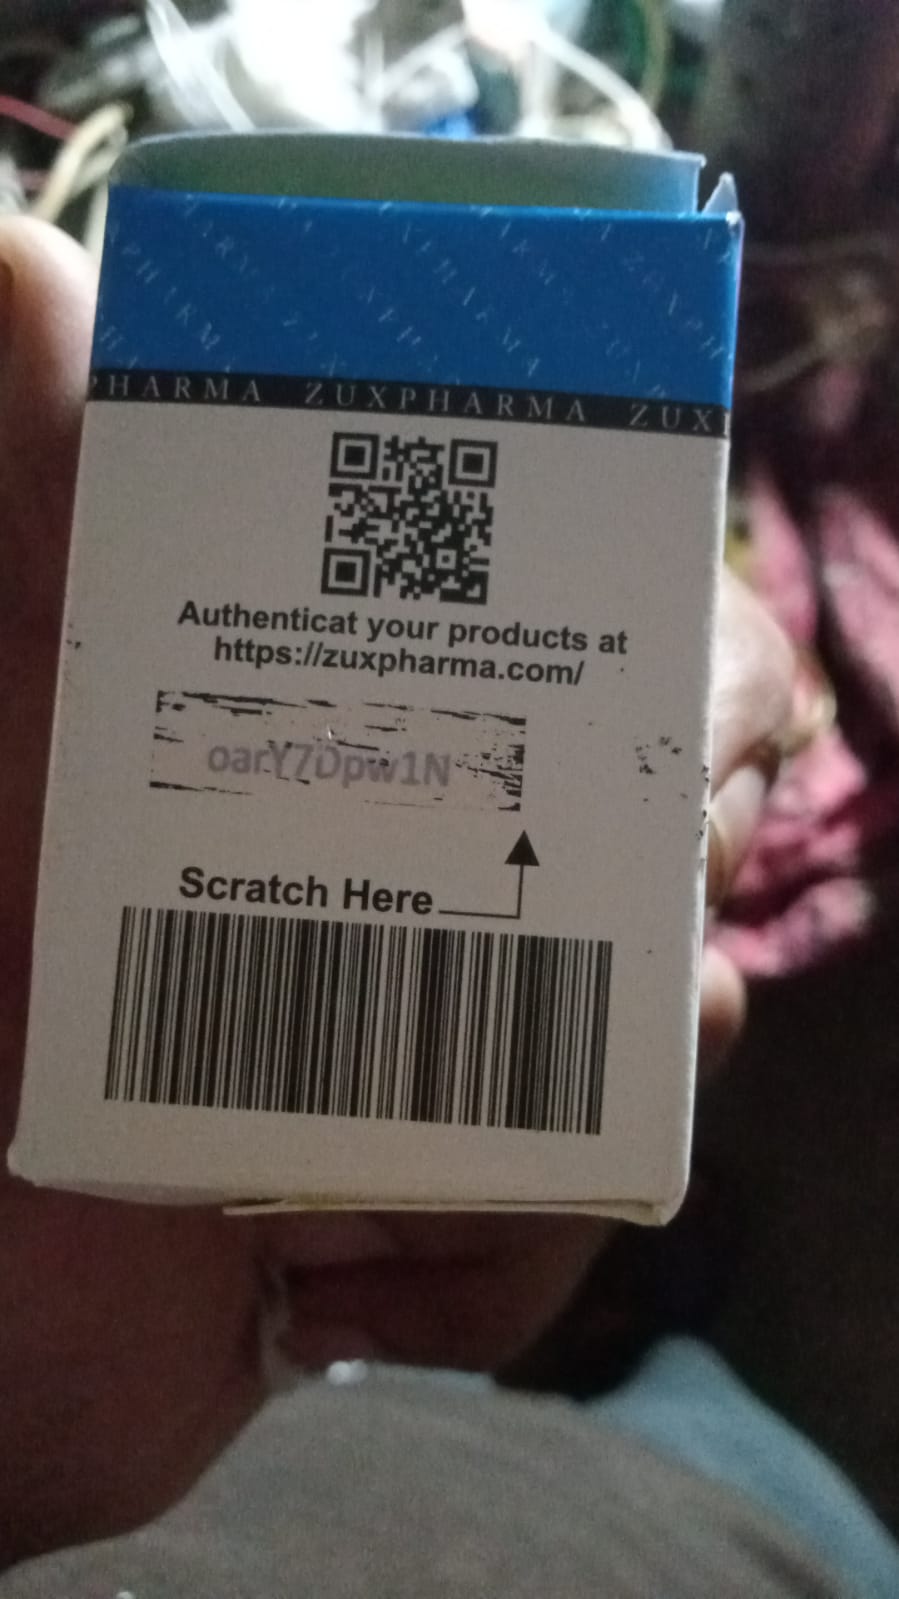 PHARMA ZUXPHARMA ZUX
Authenticat your products at
https://zuxpharma.com/
oarY7Dpw1N
Scratch Here